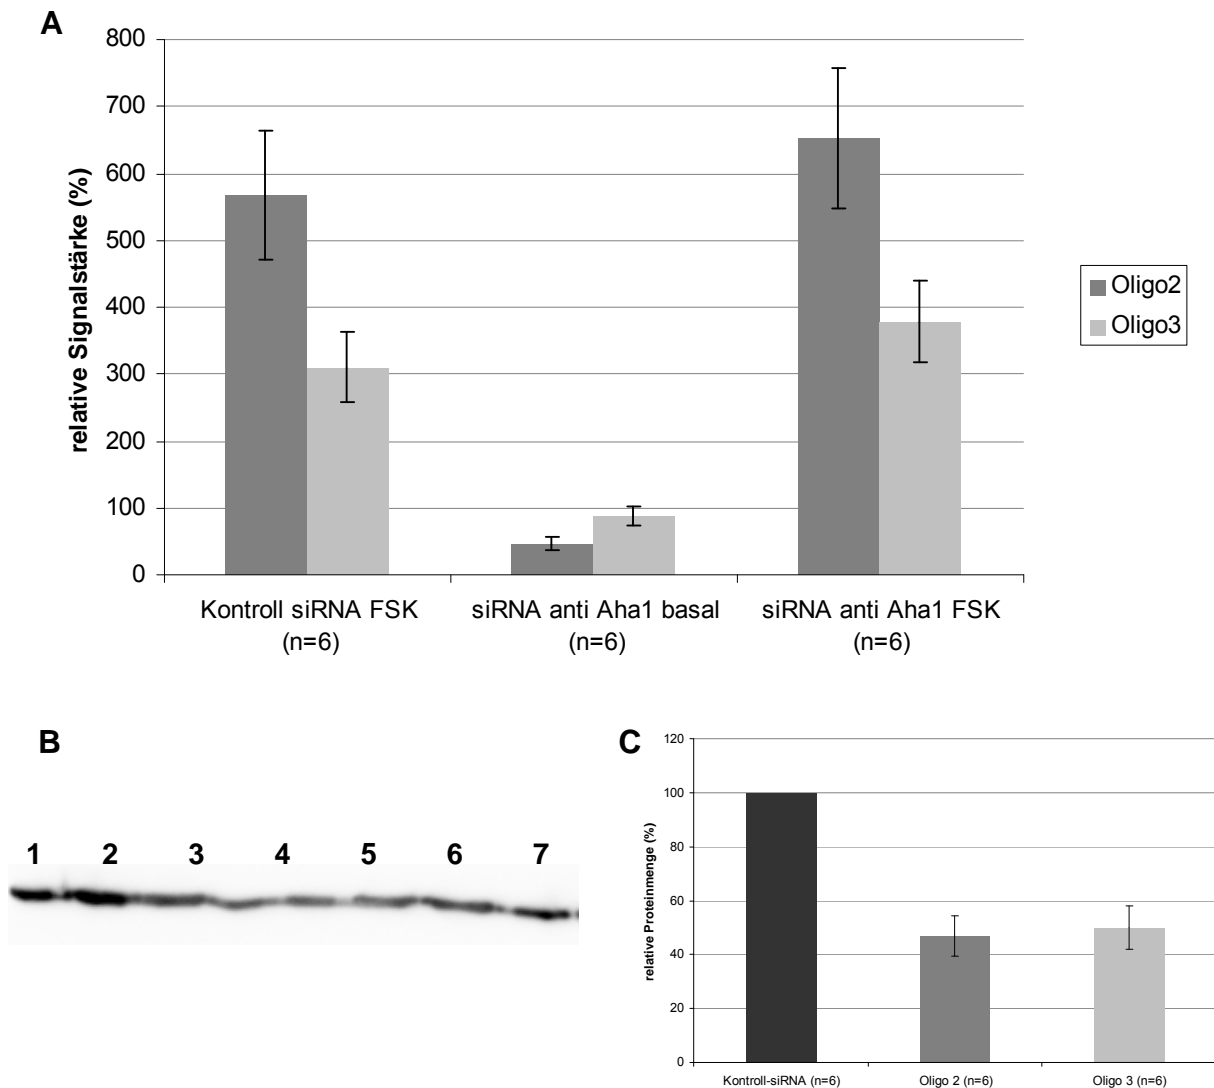 A
800
700
600
500
400
300
200
100
0
relative Signalstärke (%)
Kontroll siRNA FSK
(n=6)
siRNA anti Aha1 basal
(n=6)
siRNA anti Aha1 FSK
(n=6)
Oligo2
Oligo3
B
1 2 3 4 5 6 7
C
120
100
80
60
40
20
0
relative Proteinmenge (%)
Kontroll-siRNA (n=6)
Oligo 2 (n=6)
Oligo 3 (n=6)